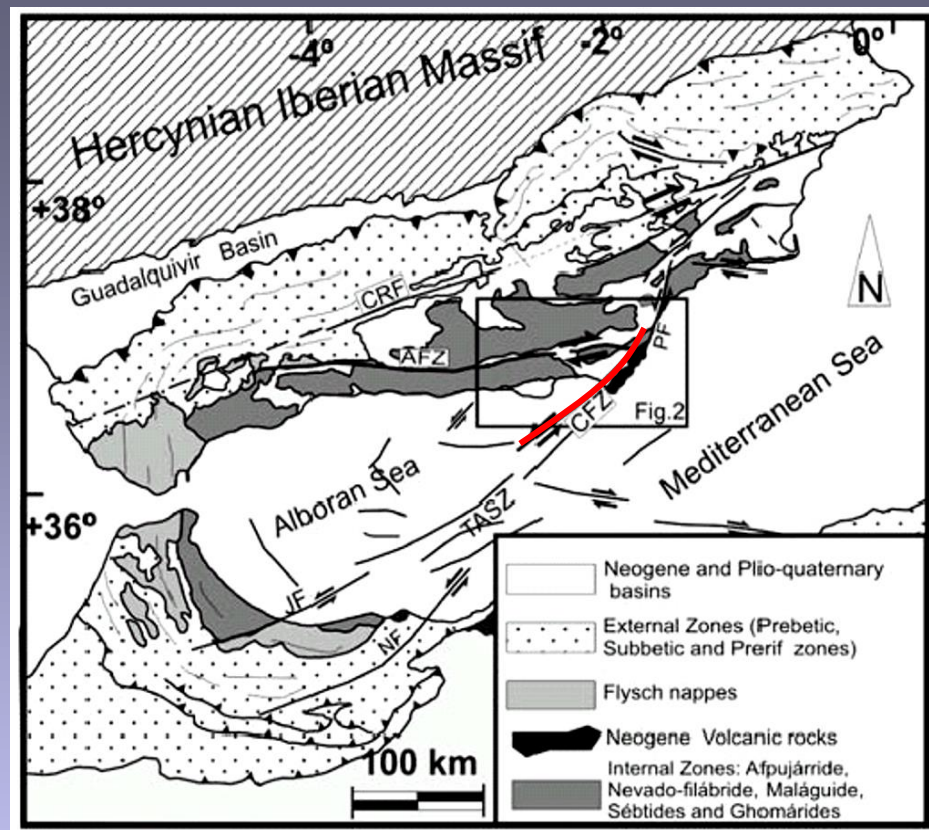 -4º
-2º
0º
Hercynian Iberian Massif
+38º
Guadalquivir Basin
CRF
N
AFZ
PF
CFZ
Fig.2
Mediterranean Sea
Alboran Sea
+36º
TASZ
JF
NF
100 km
Neogene and Plio-quaternary
basins
External Zones (Prebetic,
Subbetic and Prerif zones)
Flysch nappes
Neogene Volcanic rocks
Internal Zones: Afpujárride,
Nevado-filábride, Maláguide,
Sébtides and Ghomárides